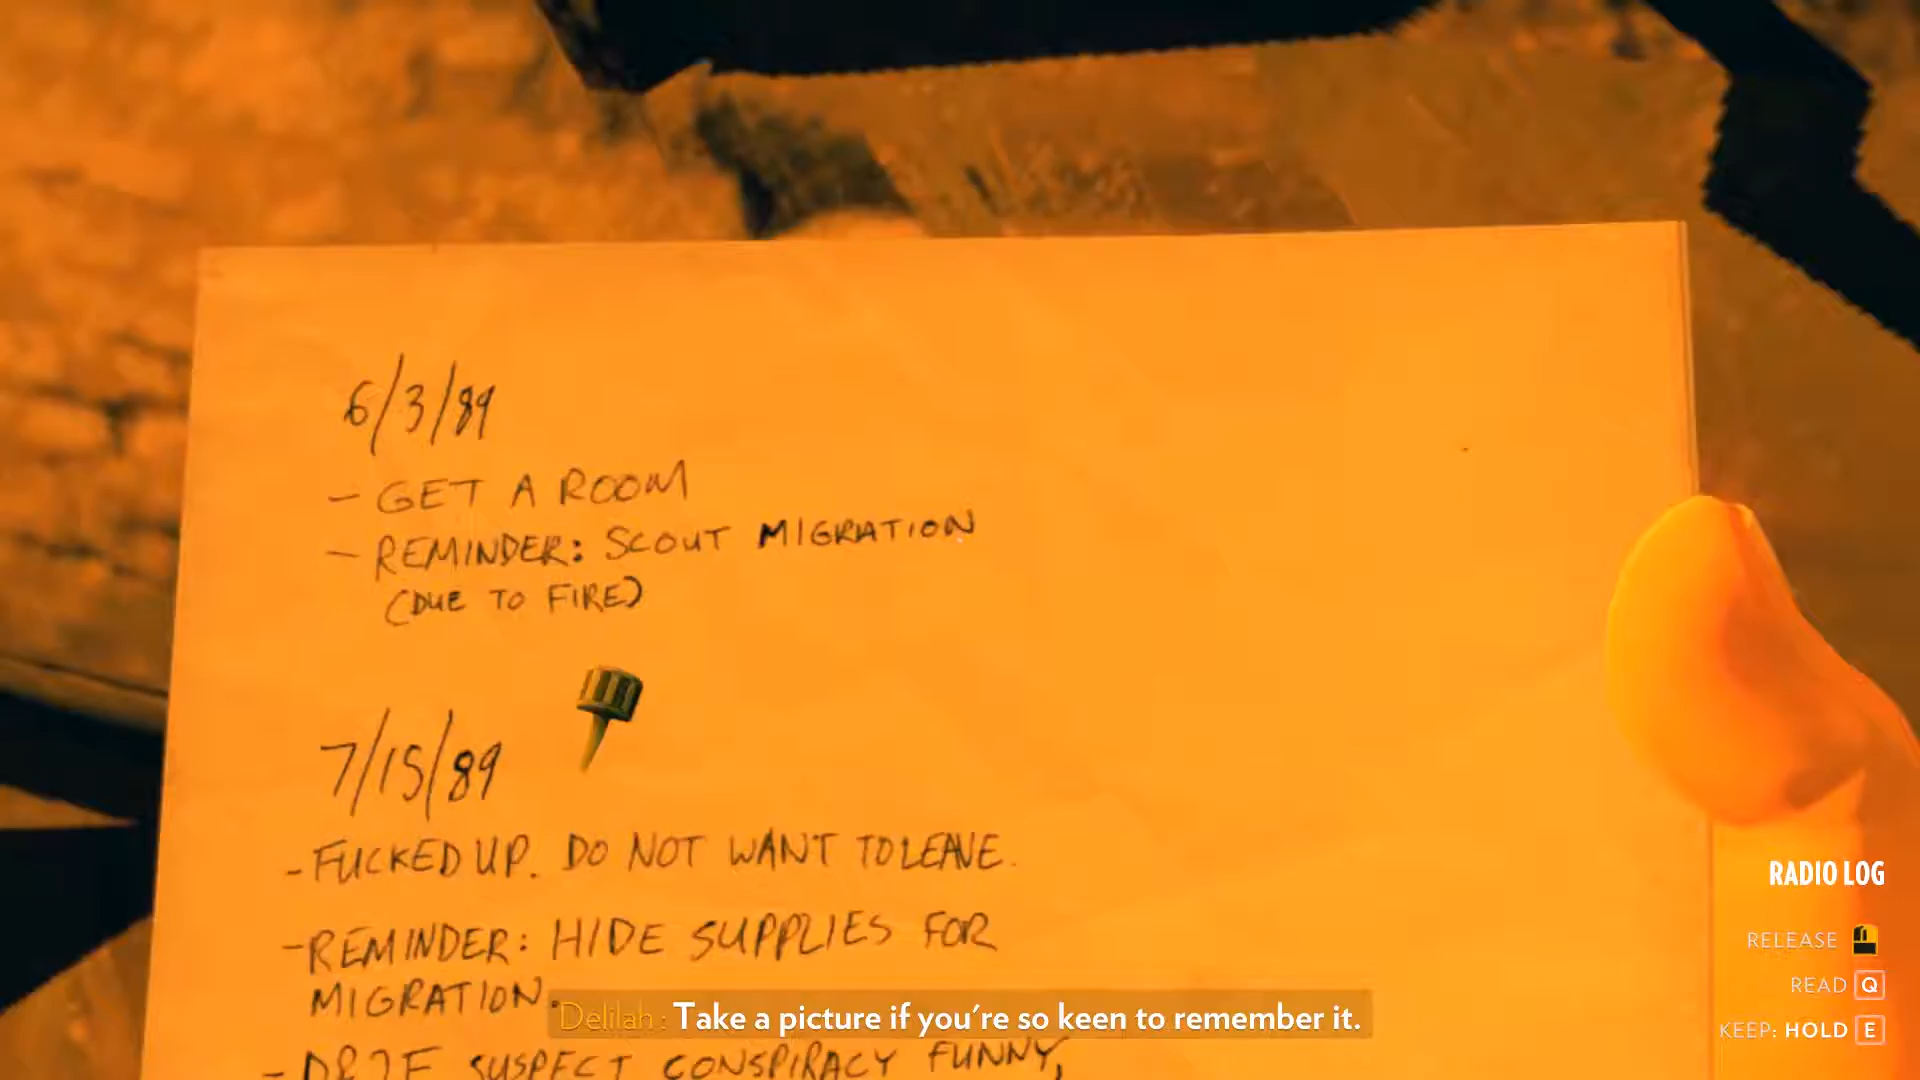 6/3/89
- GET A ROOM
- REMINDER: SCOUT MIGRATION
(DUE TO FIRE)
7/15/89
- FUCKED UP. DO NOT WANT TO LEAVE.
- REMINDER: HIDE SUPPLIES FOR
MIGRATION.
SUSPECT CONSPIRACY FUNNY,
Delilah: Take a picture if you're so keen to remember it.
RADIO LOG
RELEASE
READ Q
KEEP: HOLD E